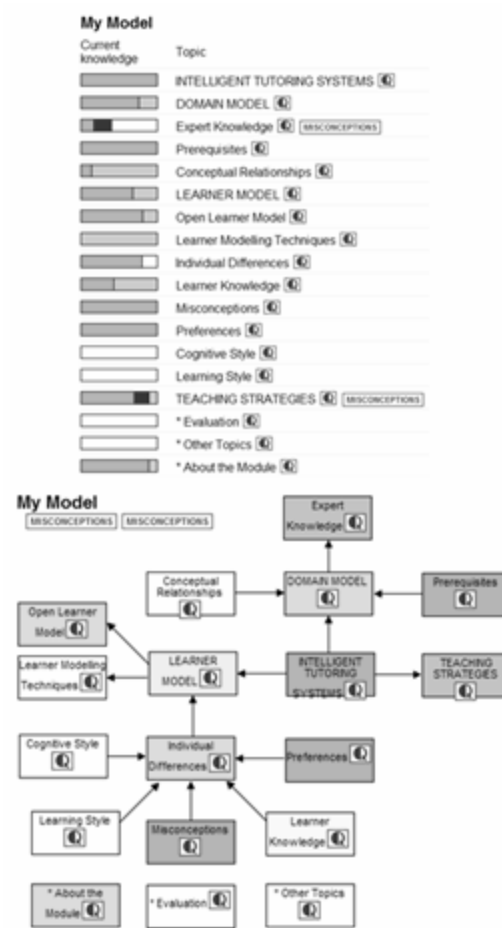 My Model
Current
knowledge
Topic
INTELLIGENT TUTORING SYSTEMS
DOMAIN MODEL
Expert Knowledge MISCONCEPTIONS
Prerequisites
Conceptual Relationships
LEARNER MODEL
Open Learner Model
Learner Modelling Techniques
Individual Differences
Learner Knowledge
Misconceptions
Preferences
Cognitive Style
Learning Style
TEACHING STRATEGIES MISCONCEPTIONS
* Evaluation
* Other Topics
* About the Module
My Model
MISCONCEPTIONS MISCONCEPTIONS
Expert
Knowledge
Conceptual
Relationships
DOMAIN MODEL
Prerequisites
Open Learner
Model
Learner Modelling
Techniques
LEARNER
MODEL
INTELLIGENT
TUTORING
SYSTEMS
TEACHING
STRATEGIES
Cognitive Style
Individual
Differences
Preferences
Learning Style
Misconceptions
Learner
Knowledge
* About the
Module
* Evaluation
* Other Topics